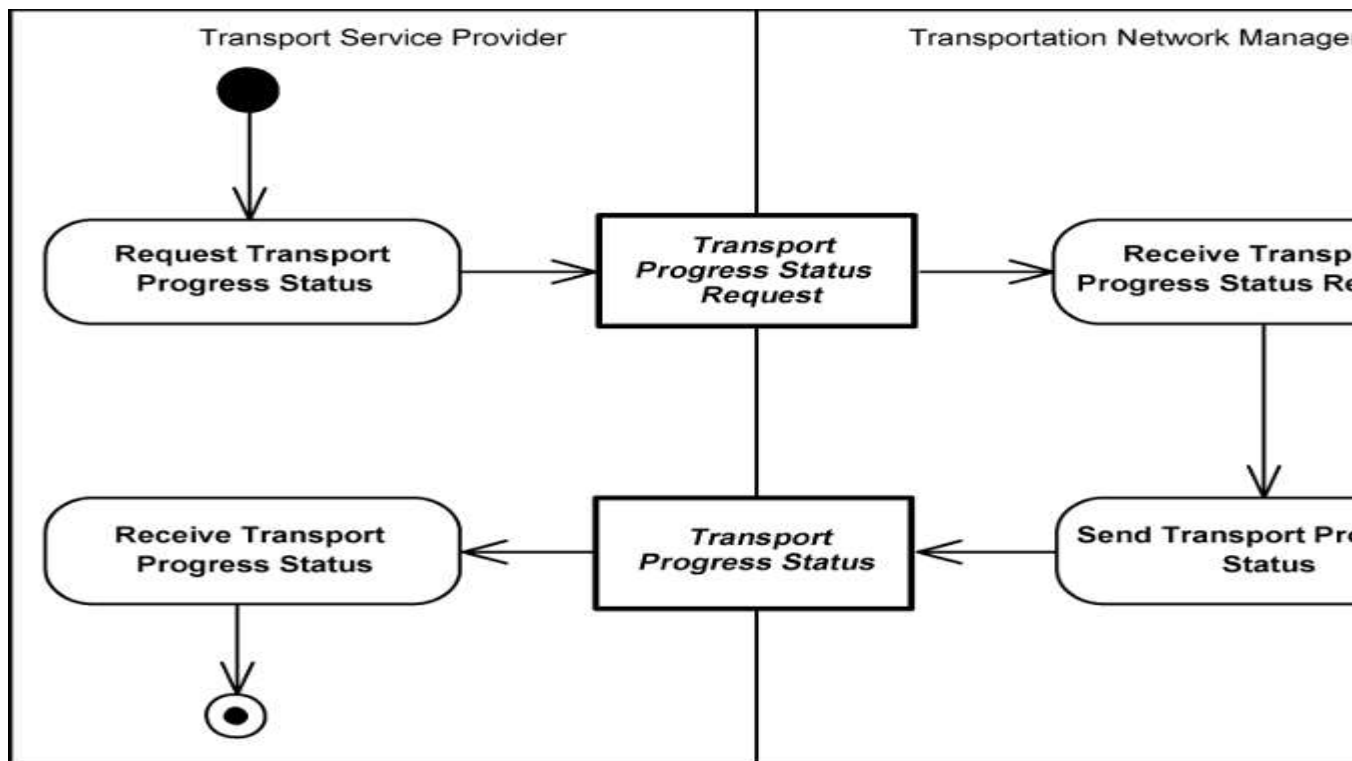 Transport Service Provider
Transportation Network Manager
Request Transport
Progress Status
Transport
Progress Status
Request
Receive Transp
Progress Status Re
Receive Transport
Progress Status
Transport
Progress Status
Send Transport Pro
Status